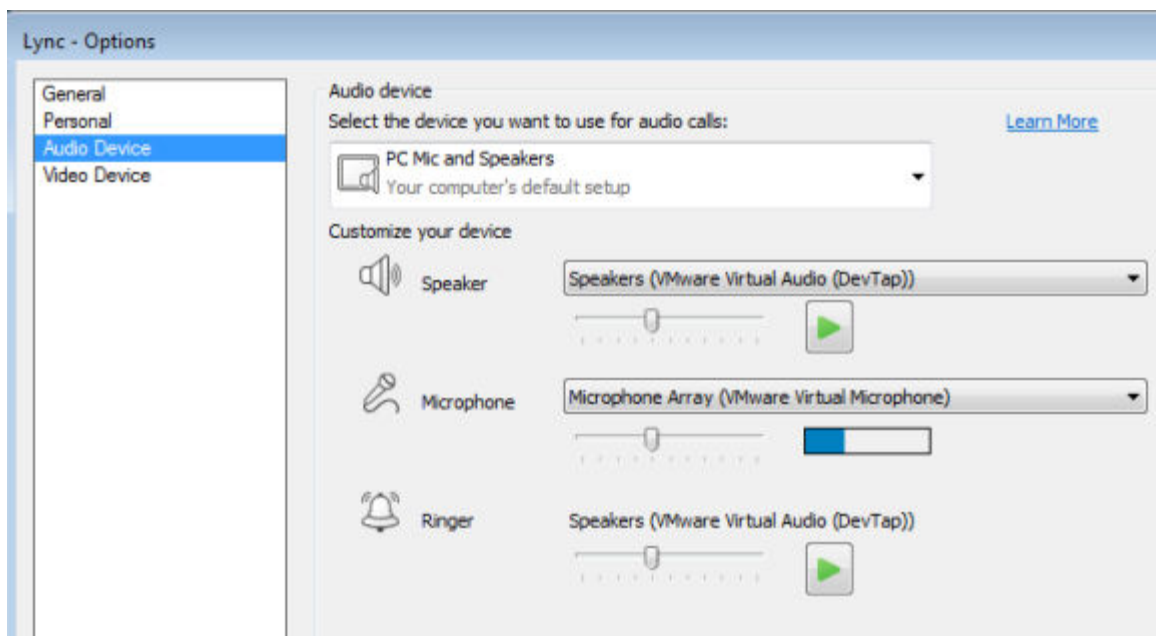 Lync - Options
General
Personal
Audio Device
Video Device
Audio device
Select the device you want to use for audio calls:
Learn More
PC Mic and Speakers
Your computer's default setup
Customize your device
Speaker
Speakers (VMware Virtual Audio (DevTap))
Microphone
Microphone Array (VMware Virtual Microphone)
Ringer
Speakers (VMware Virtual Audio (DevTap))